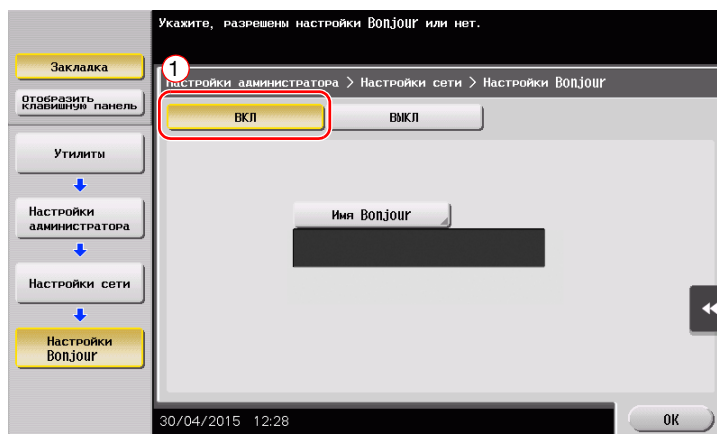 Укажите, разрешены настройки Bonjour или нет.
Закладка
1
Настройки администратора > Настройки сети > Настройки Bonjour
Отобразить
клавишную панель
ВКЛ
ВЫКЛ
Утилиты
Имя Bonjour
Настройки
администратора
Настройки сети
Настройки
Bonjour
30/04/2015 12:28
OK